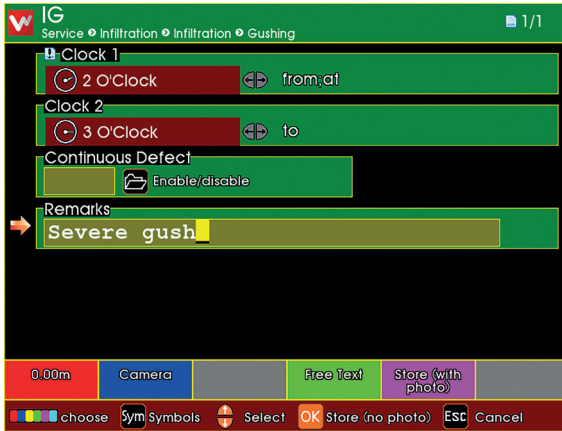 IG
1/1
Service Infiltration Infiltration Gushing
Clock 1
2 O'Clock from;at
Clock 2
3 O'Clock to
Continuous Defect
Enable/disable
Remarks
Severe gush
0.00m Camera Free Text Store (with
photo)
choose Sym Symbols Select OK Store (no photo) Esc Cancel